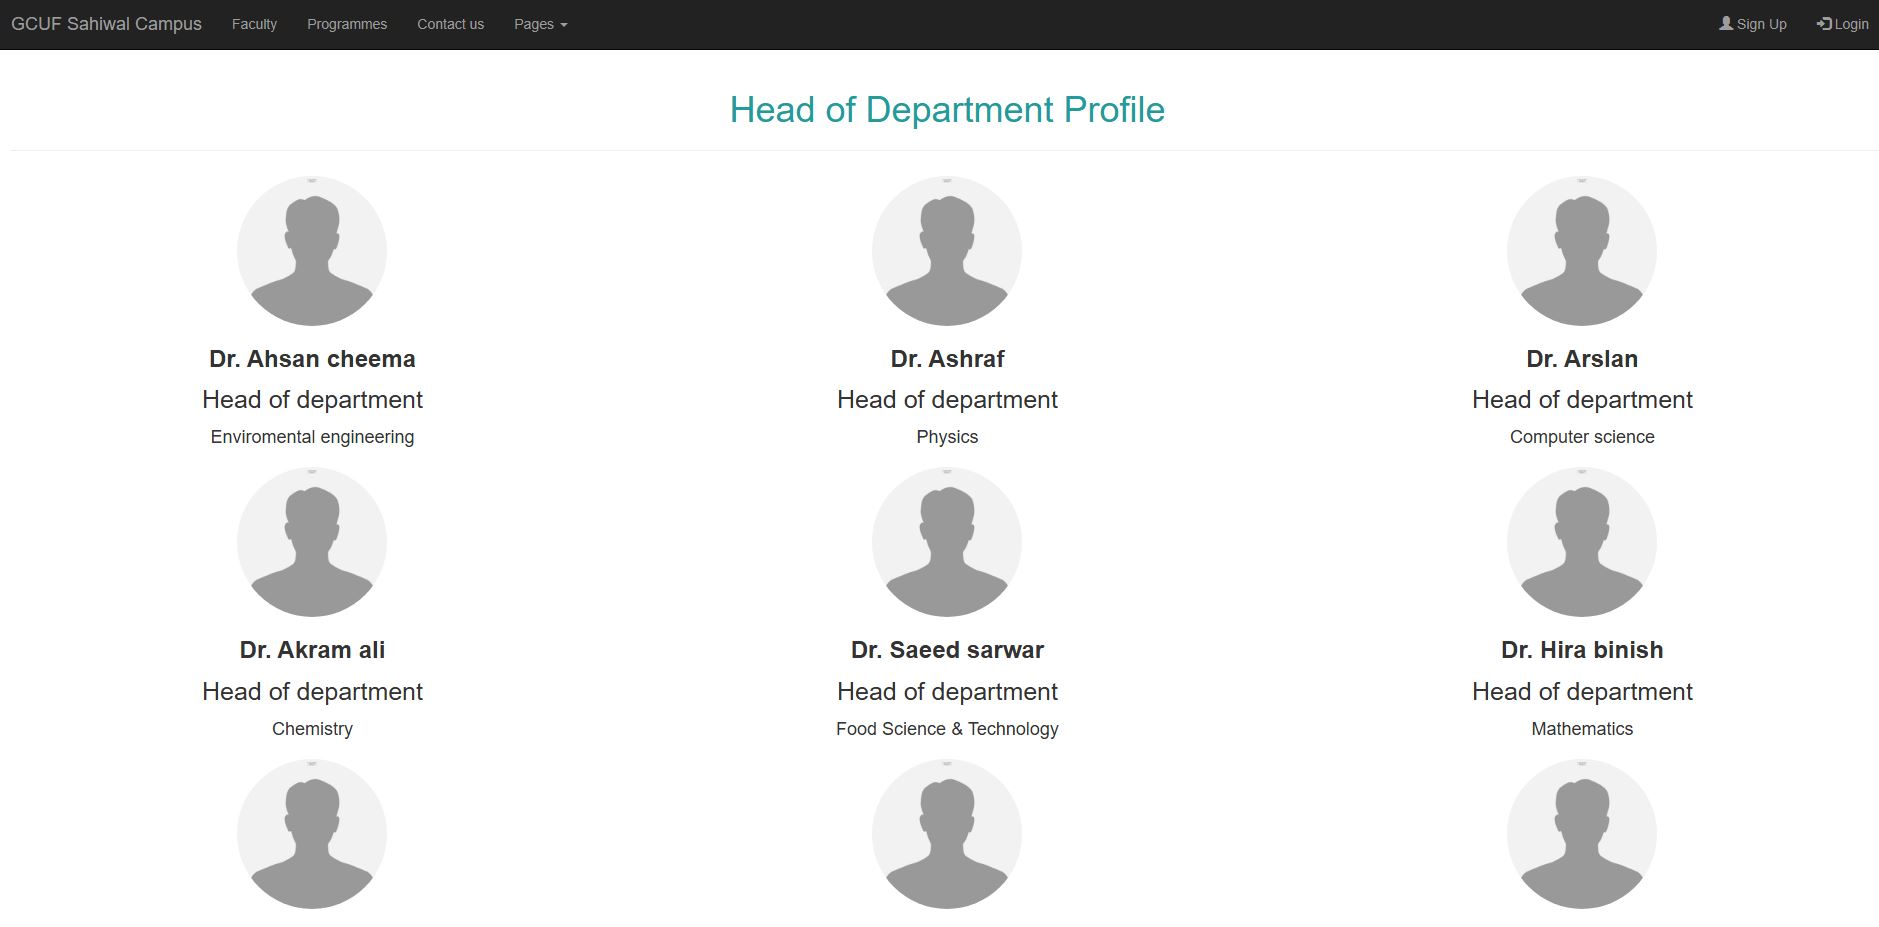 GCUF Sahiwal Campus Faculty Programmes Contact us Pages Sign Up Login
Head of Department Profile
Dr. Ahsan cheema
Head of department
Enviromental engineering
Dr. Ashraf
Head of department
Physics
Dr. Arslan
Head of department
Computer science
Dr. Akram ali
Head of department
Chemistry
Dr. Saeed sarwar
Head of department
Food Science & Technology
Dr. Hira binish
Head of department
Mathematics